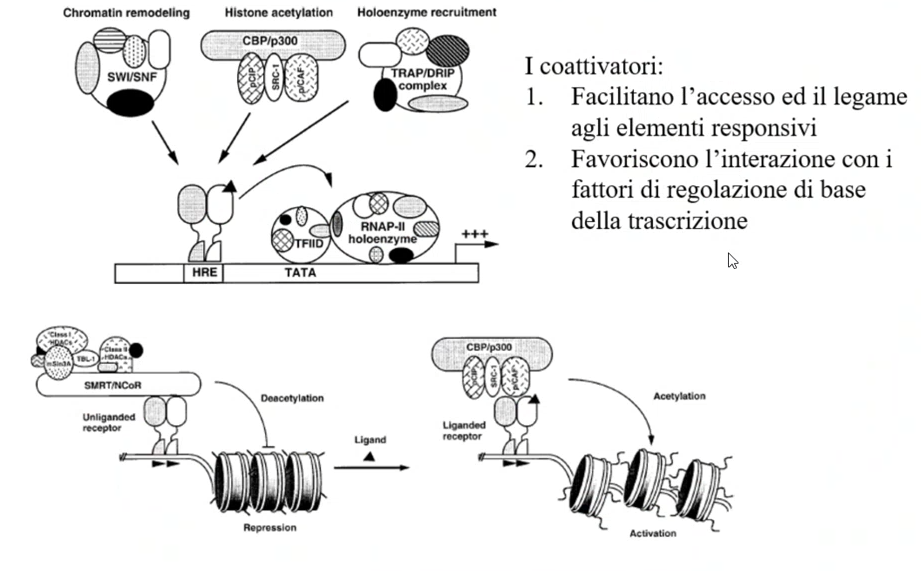 Chromatin remodeling
Histone acetylation
Holoenzyme recruitment
SWI/SNF
CBP/p300
p/CIP
SRC-1
p/CAF
TRAP/DRIP
complex
I coattivatori:
1. Facilitano l’accesso ed il legame
agli elementi responsivi
2. Favoriscono l’interazione con i
fattori di regolazione di base
della trascrizione
TFIID
RNAP-II
holoenzyme
+++
HRE
TATA
Class I
HDACs
mSin3A
TBL-1
Class II
HDACs
SMRT/NCoR
Unliganded
receptor
Deacetylation
Repression
Ligand
CBP/p300
p/CIP
SRC-1
p/CAF
Liganded
receptor
Acetylation
Activation